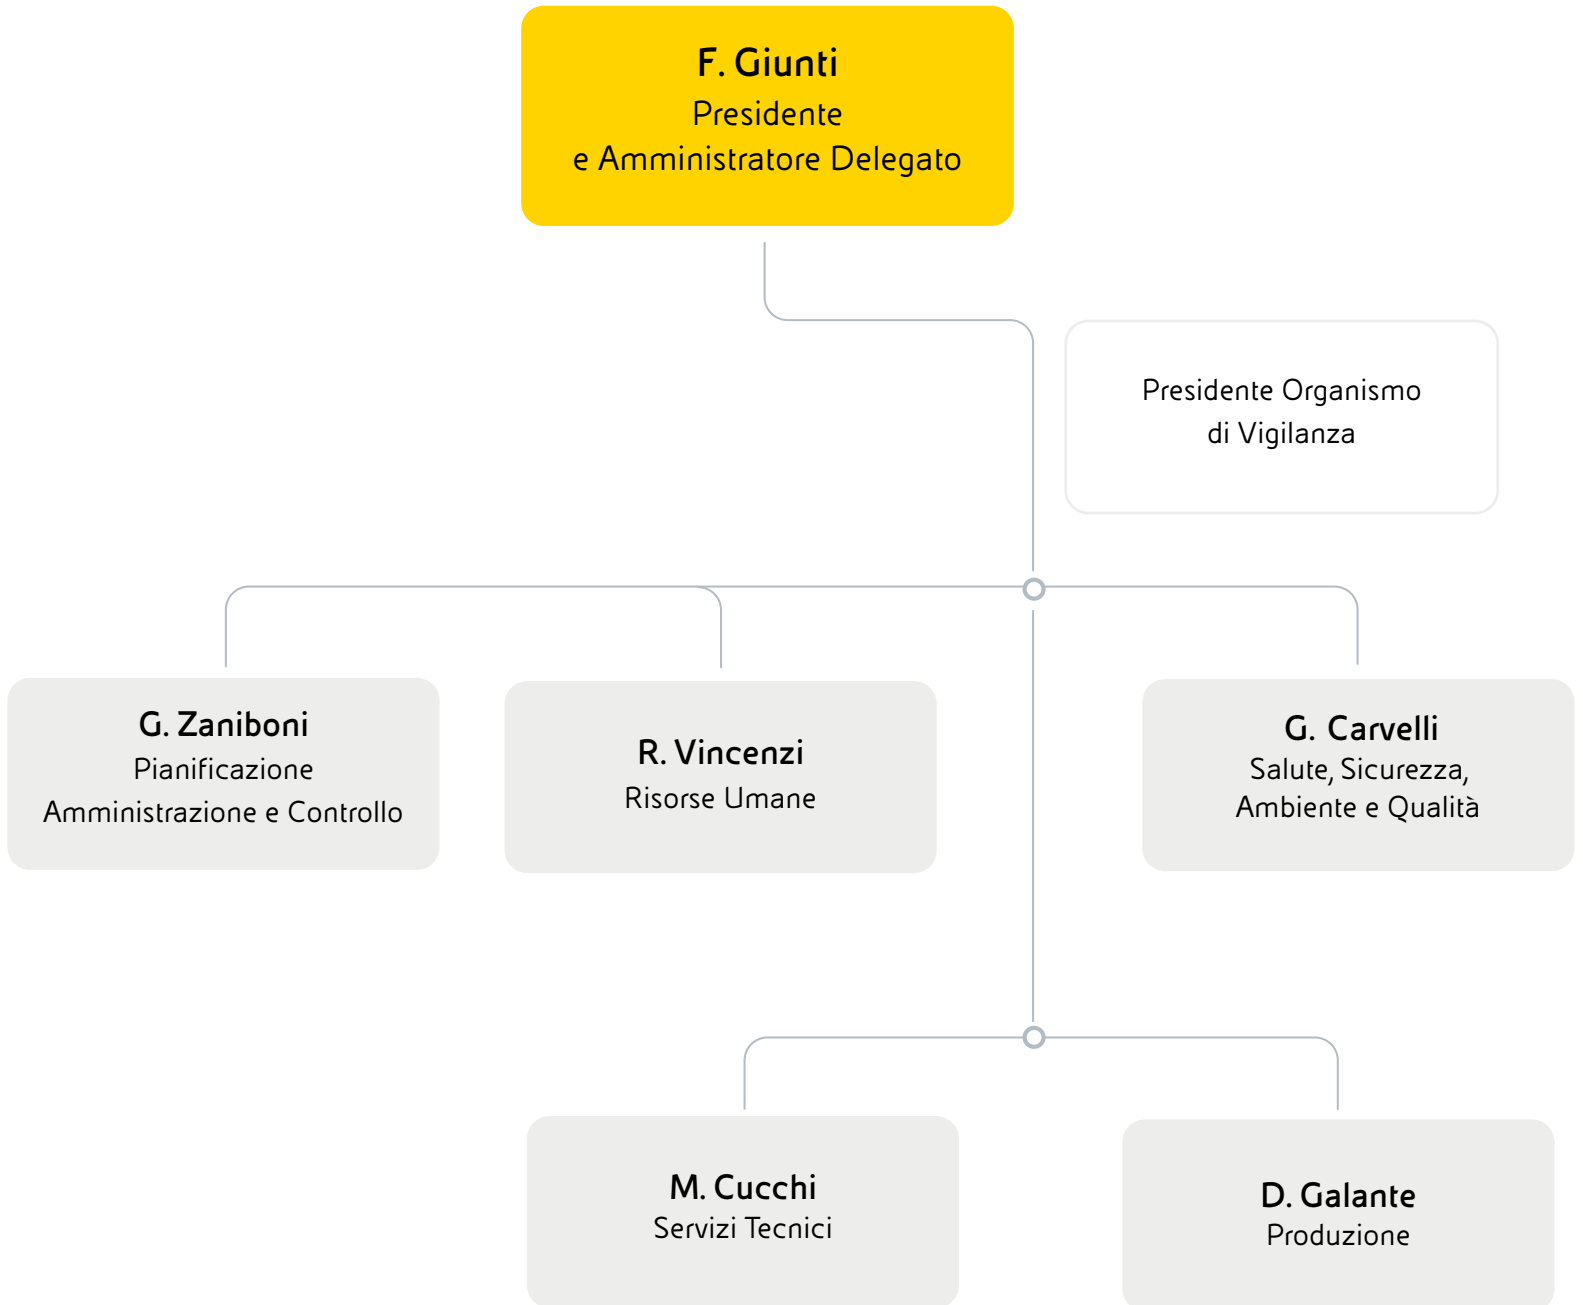 F. Giunti
Presidente
e Amministratore Delegato
Presidente Organismo
di Vigilanza
G. Zaniboni
Pianificazione
Amministrazione e Controllo
R. Vincenzi
Risorse Umane
G. Carvelli
Salute, Sicurezza,
Ambiente e Qualità
M. Cucchi
Servizi Tecnici
D. Galante
Produzione